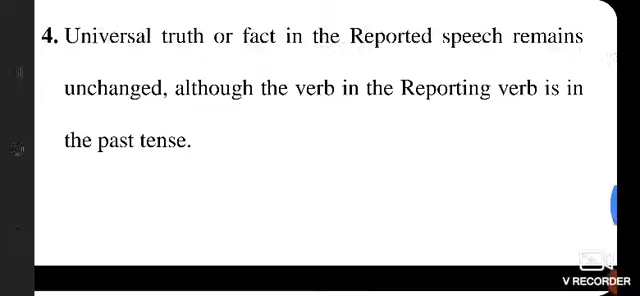 4. Universal truth or fact in the Reported speech remains
unchanged, although the verb in the Reporting verb is in
the past tense.
V RECORDER